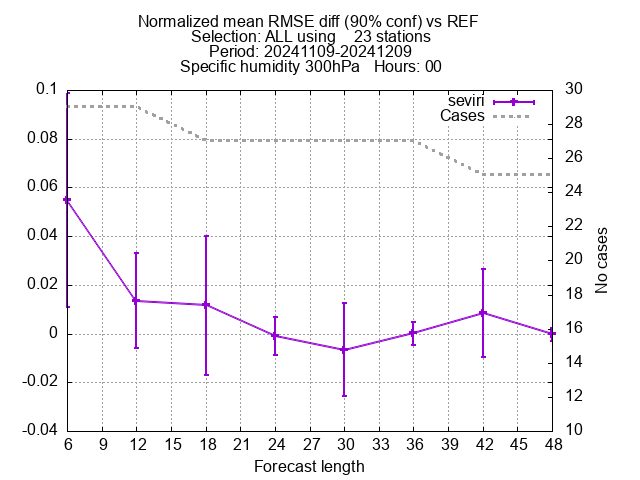 Normalized mean RMSE diff (90% conf) vs REF
Selection: ALL using 23 stations
Period: 20241109-20241209
Specific humidity 300hPa Hours: 00
seviri
Cases
0.1
0.08
0.06
0.04
0.02
0
-0.02
-0.04
30
28
26
24
22
20
18
16
14
12
10
No cases
6 9 12 15 18 21 24 27 30 33 36 39 42 45 48
Forecast length